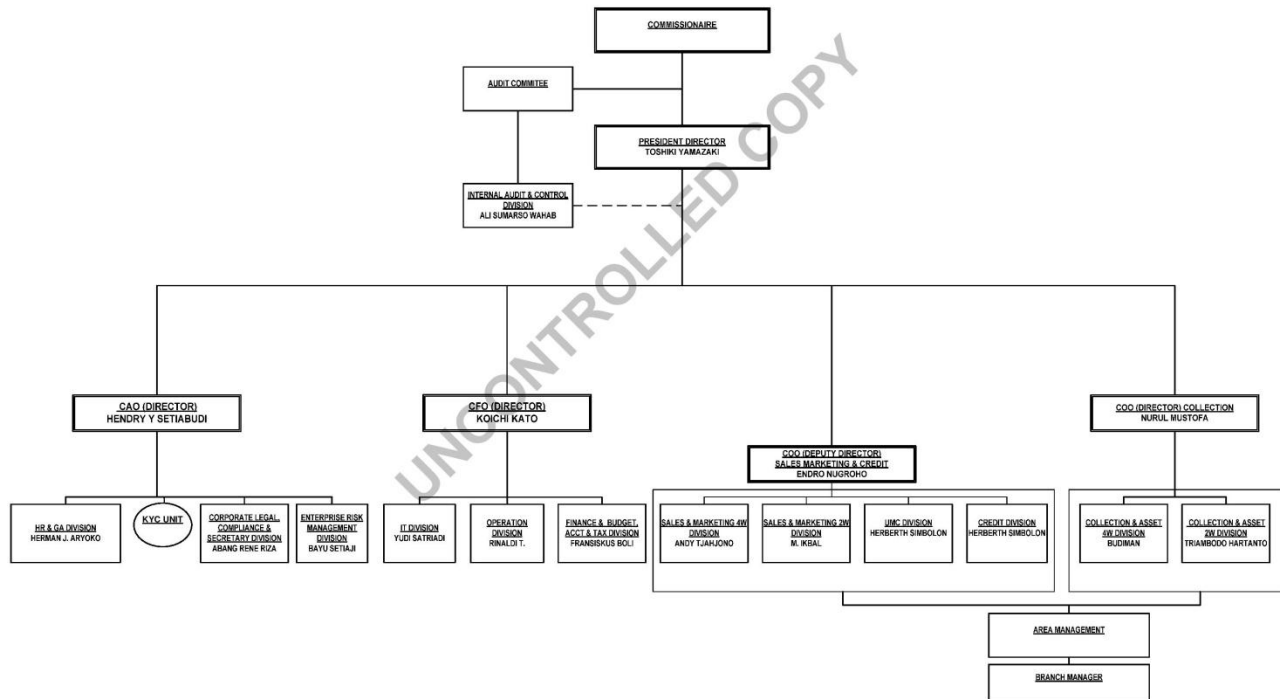 COMMISSIONAIRE
AUDIT COMMITEE
PRESIDENT DIRECTOR
TOSHIKI YAMAZAKI
INTERNAL AUDIT & CONTROL
DIVISION
ALI SUMARSO WAHAB
UNCONTROLLED COPY
CAO (DIRECTOR)
HENDRY Y SETIABUDI
CFO (DIRECTOR)
KOICHI KATO
COO (DEPUTY DIRECTOR)
SALES MARKETING & CREDIT
ENDRO NUGROHO
COO (DIRECTOR) COLLECTION
NURUL MUSTOFA
HR & GA DIVISION
HERMAN J. ARYOKO
KYC UNIT
CORPORATE LEGAL,
COMPLIANCE &
SECRETARY DIVISION
ABANG RENE RIZA
ENTERPRISE RISK
MANAGEMENT
DIVISION
BAYU SETIAJI
IT DIVISION
YUDI SATRIADI
OPERATION
DIVISION
RINALDI T.
FINANCE & BUDGET,
ACCT & TAX DIVISION
FRANSISKUS BOLI
SALES & MARKETING 4W
DIVISION
ANDY TJAHJONO
SALES & MARKETING 2W
DIVISION
M. IKBAL
UMC DIVISION
HERBERTH SIMBOLON
CREDIT DIVISION
HERBERTH SIMBOLON
COLLECTION & ASSET
4W DIVISION
BUDIMAN
COLLECTION & ASSET
2W DIVISION
TRIAMBODO HARTANTO
AREA MANAGEMENT
BRANCH MANAGER